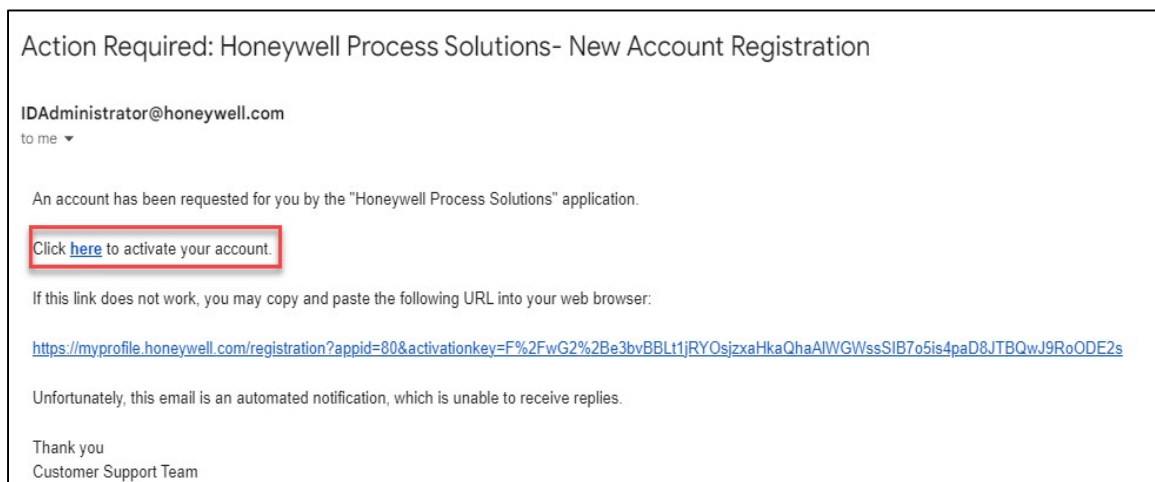 Action Required: Honeywell Process Solutions- New Account Registration
IDAdministrator@honeywell.com
to me
An account has been requested for you by the "Honeywell Process Solutions" application.
Click here to activate your account.
If this link does not work, you may copy and paste the following URL into your web browser:
https://myprofile.honeywell.com/registration?appid=80&activationkey=F%2FwG2%2Be3bvBBLt1jRYOsjzxaHkaQhaAlWGWssSIB7o5is4paD8JTBQwJ9RoODE2s
Unfortunately, this email is an automated notification, which is unable to receive replies.
Thank you
Customer Support Team